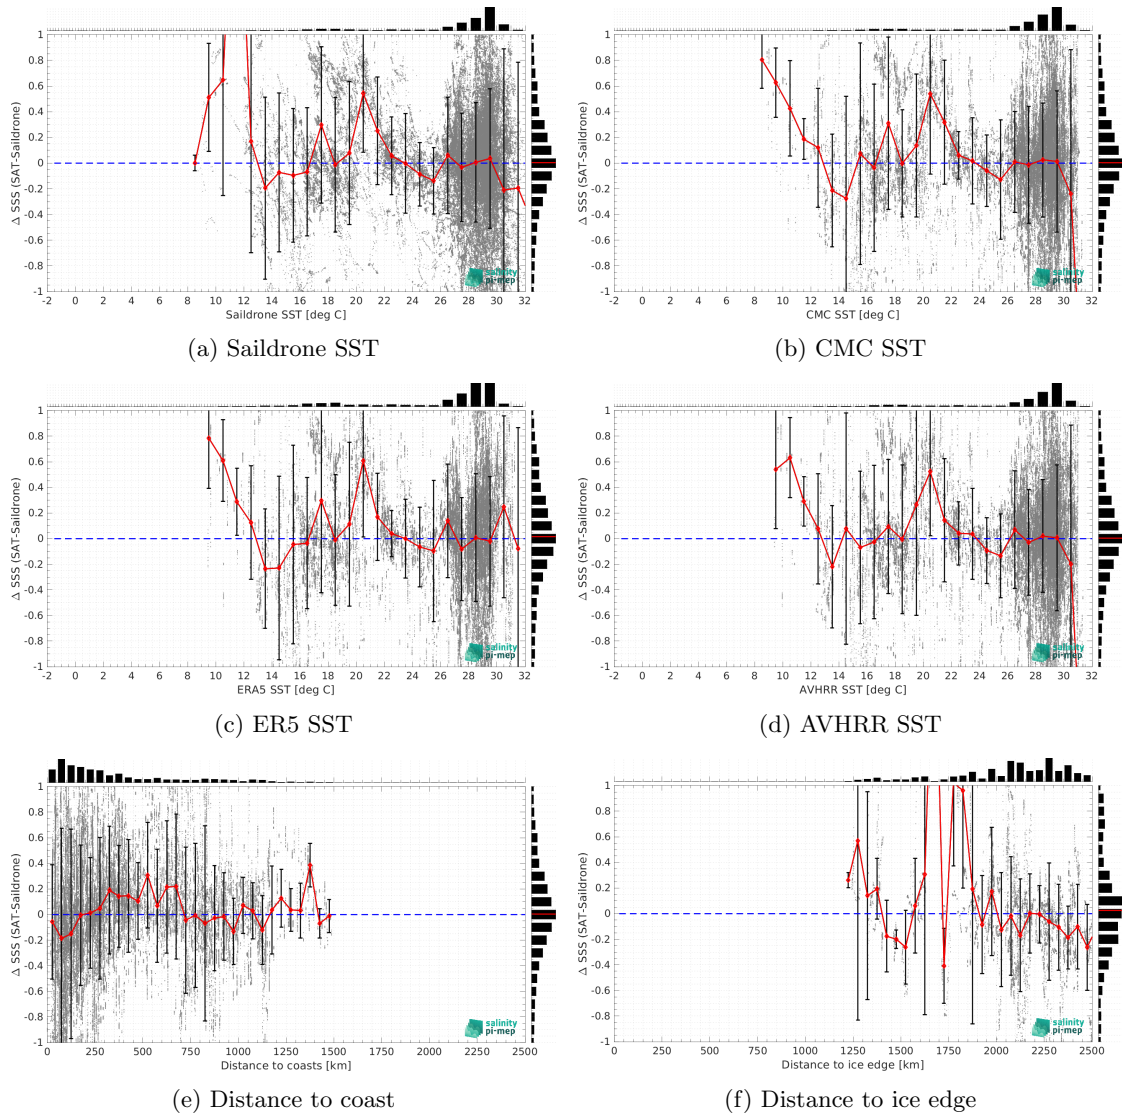 1
0.8
0.6
0.4
0.2
0
-0.2
-0.4
-0.6
-0.8
-1
Δ SSS (SAT-Saildrone)
-2 0 2 4 6 8 10 12 14 16 18 20 22 24 26 28 30 32
Saildrone SST [deg C]
salinity
pi-mep
(a) Saildrone SST
1
0.8
0.6
0.4
0.2
0
-0.2
-0.4
-0.6
-0.8
-1
Δ SSS (SAT-Saildrone)
-2 0 2 4 6 8 10 12 14 16 18 20 22 24 26 28 30 32
CMC SST [deg C]
salinity
pi-mep
(b) CMC SST
1
0.8
0.6
0.4
0.2
0
-0.2
-0.4
-0.6
-0.8
-1
Δ SSS (SAT-Saildrone)
-2 0 2 4 6 8 10 12 14 16 18 20 22 24 26 28 30 32
ERA5 SST [deg C]
salinity
pi-mep
(c) ER5 SST
1
0.8
0.6
0.4
0.2
0
-0.2
-0.4
-0.6
-0.8
-1
Δ SSS (SAT-Saildrone)
-2 0 2 4 6 8 10 12 14 16 18 20 22 24 26 28 30 32
AVHRR SST [deg C]
salinity
pi-mep
(d) AVHRR SST
1
0.8
0.6
0.4
0.2
0
-0.2
-0.4
-0.6
-0.8
-1
Δ SSS (SAT-Saildrone)
0 250 500 750 1000 1250 1500 1750 2000 2250 2500
Distance to coasts [km]
salinity
pi-mep
(e) Distance to coast
1
0.8
0.6
0.4
0.2
0
-0.2
-0.4
-0.6
-0.8
-1
Δ SSS (SAT-Saildrone)
0 250 500 750 1000 1250 1500 1750 2000 2250 2500
Distance to ice edge [km]
salinity
pi-mep
(f) Distance to ice edge